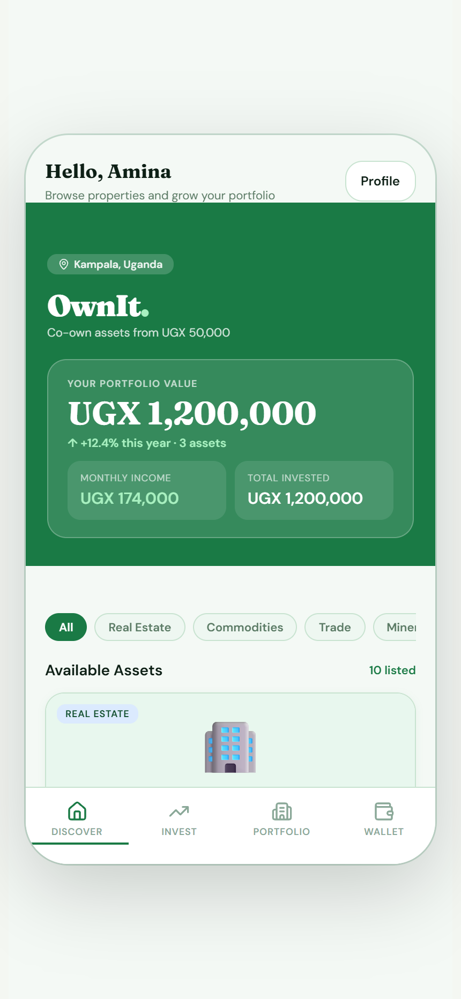 Hello, Amina
Browse properties and grow your portfolio
Profile
Kampala, Uganda
OwnIt.
Co-own assets from UGX 50,000
YOUR PORTFOLIO VALUE
UGX 1,200,000
↑ +12.4% this year · 3 assets
MONTHLY INCOME
UGX 174,000
TOTAL INVESTED
UGX 1,200,000
All
Real Estate
Commodities
Trade
Available Assets
10 listed
REAL ESTATE
DISCOVER
INVEST
PORTFOLIO
WALLET